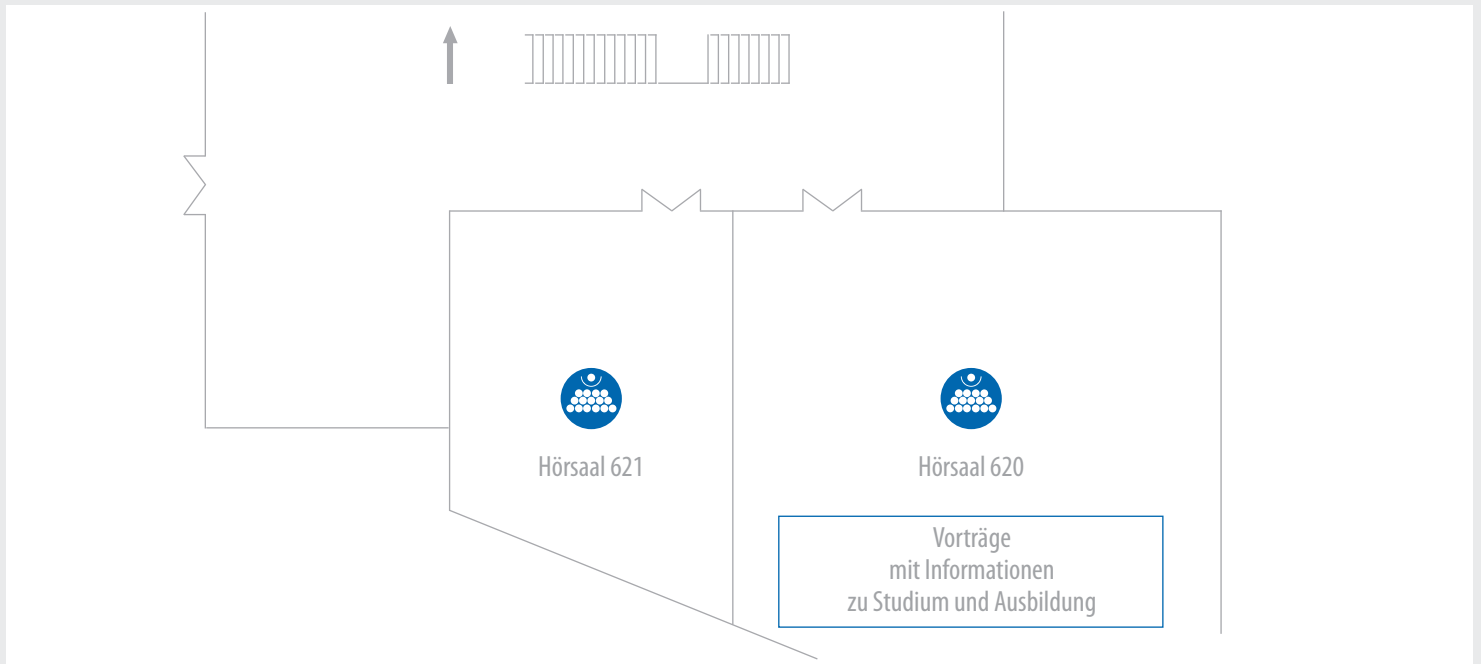 Hörsaal 621
Hörsaal 620
Vorträge
mit Informationen
zu Studium und Ausbildung